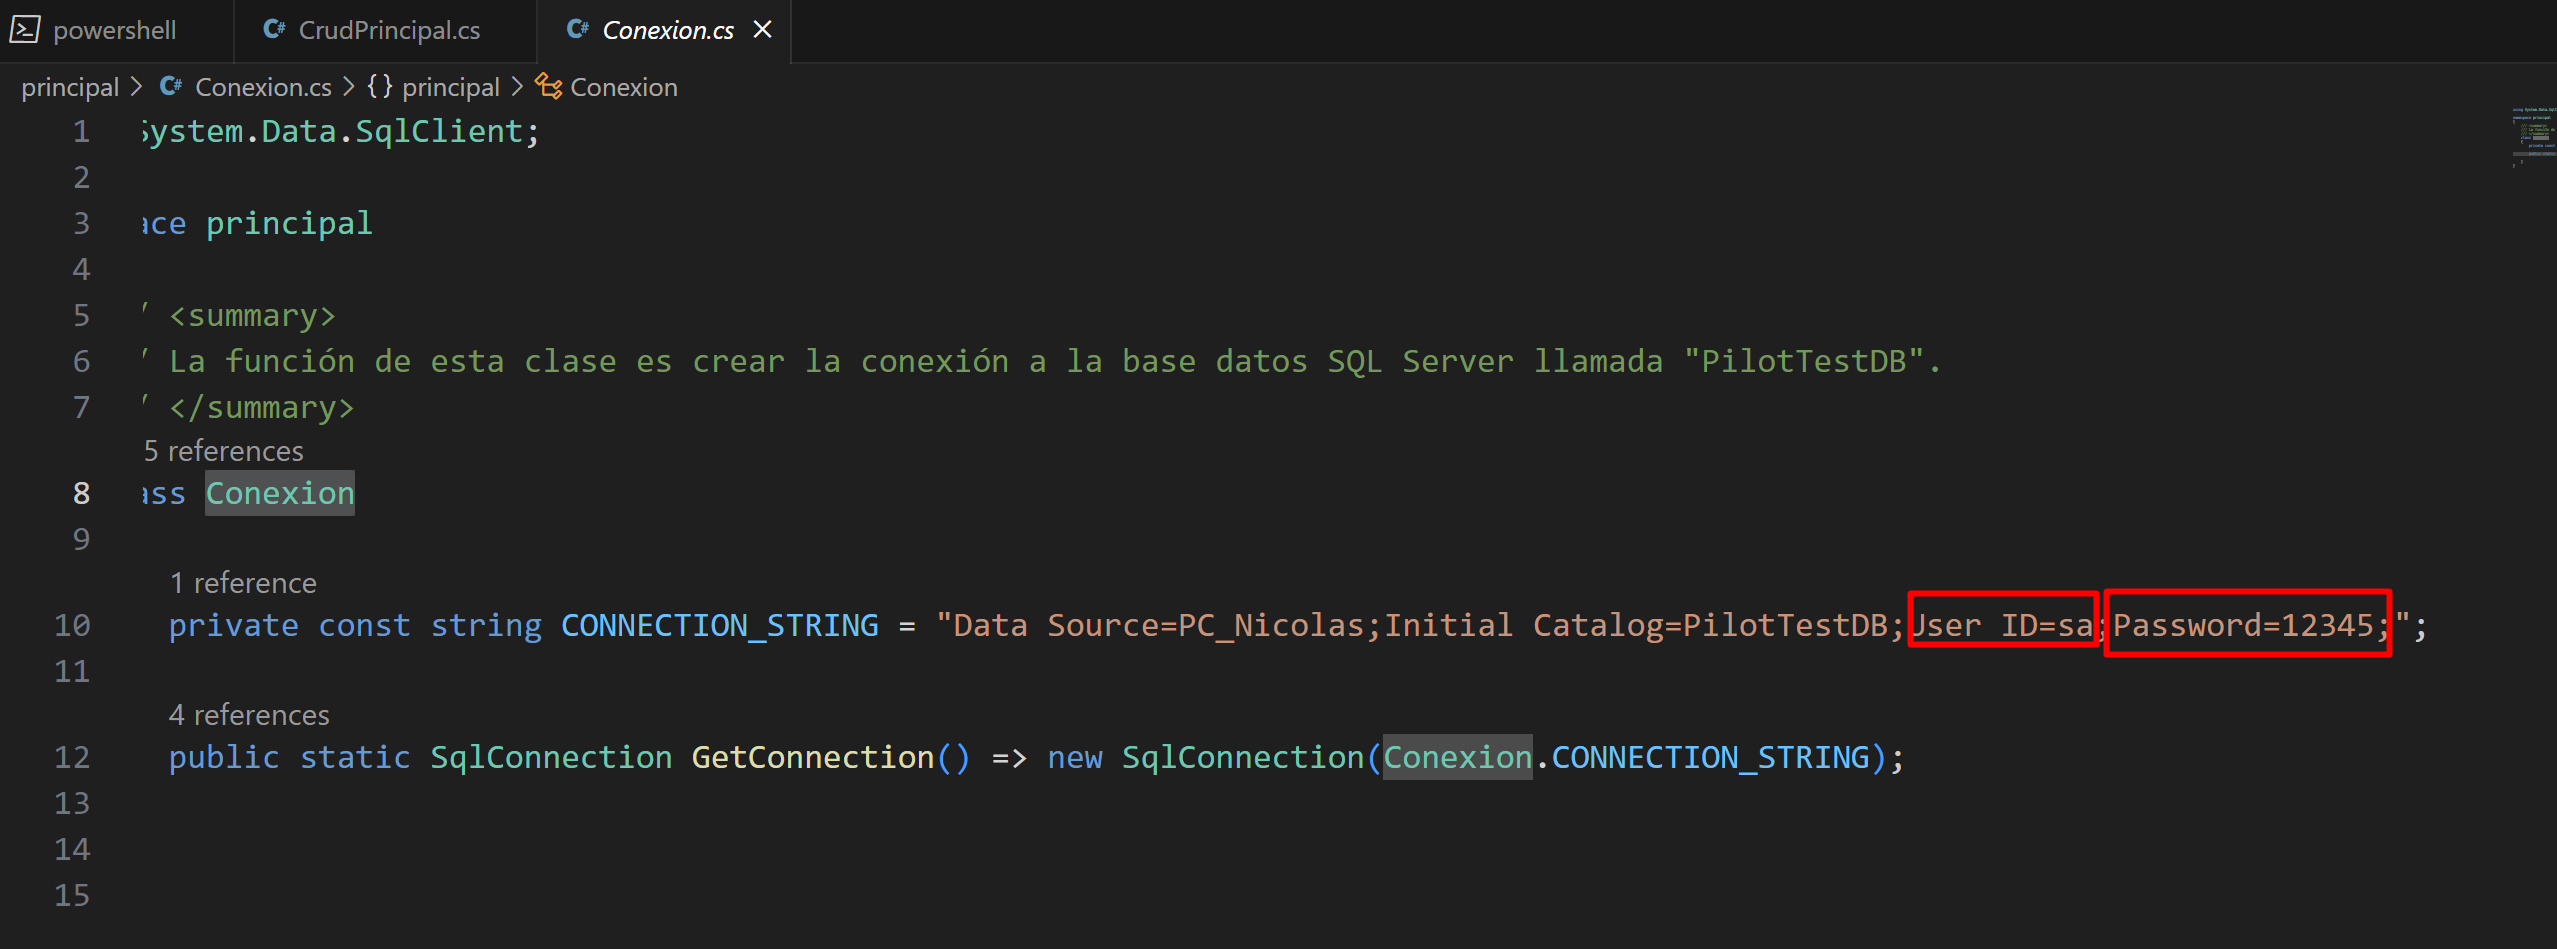 powershell
CrudPrincipal.cs
Conexion.cs
principal > Conexion.cs > {} principal > Conexion
1 System.Data.SqlClient;
2
3 ace principal
4
5 / <summary>
6 / La función de esta clase es crear la conexión a la base datos SQL Server llamada "PilotTestDB".
7 / </summary>
5 references
8 ass Conexion
9
1 reference
10 private const string CONNECTION_STRING = "Data Source=PC_Nicolas;Initial Catalog=PilotTestDB;User ID=sa;Password=12345;";
11
4 references
12 public static SqlConnection GetConnection() => new SqlConnection(Conexion.CONNECTION_STRING);
13
14
15